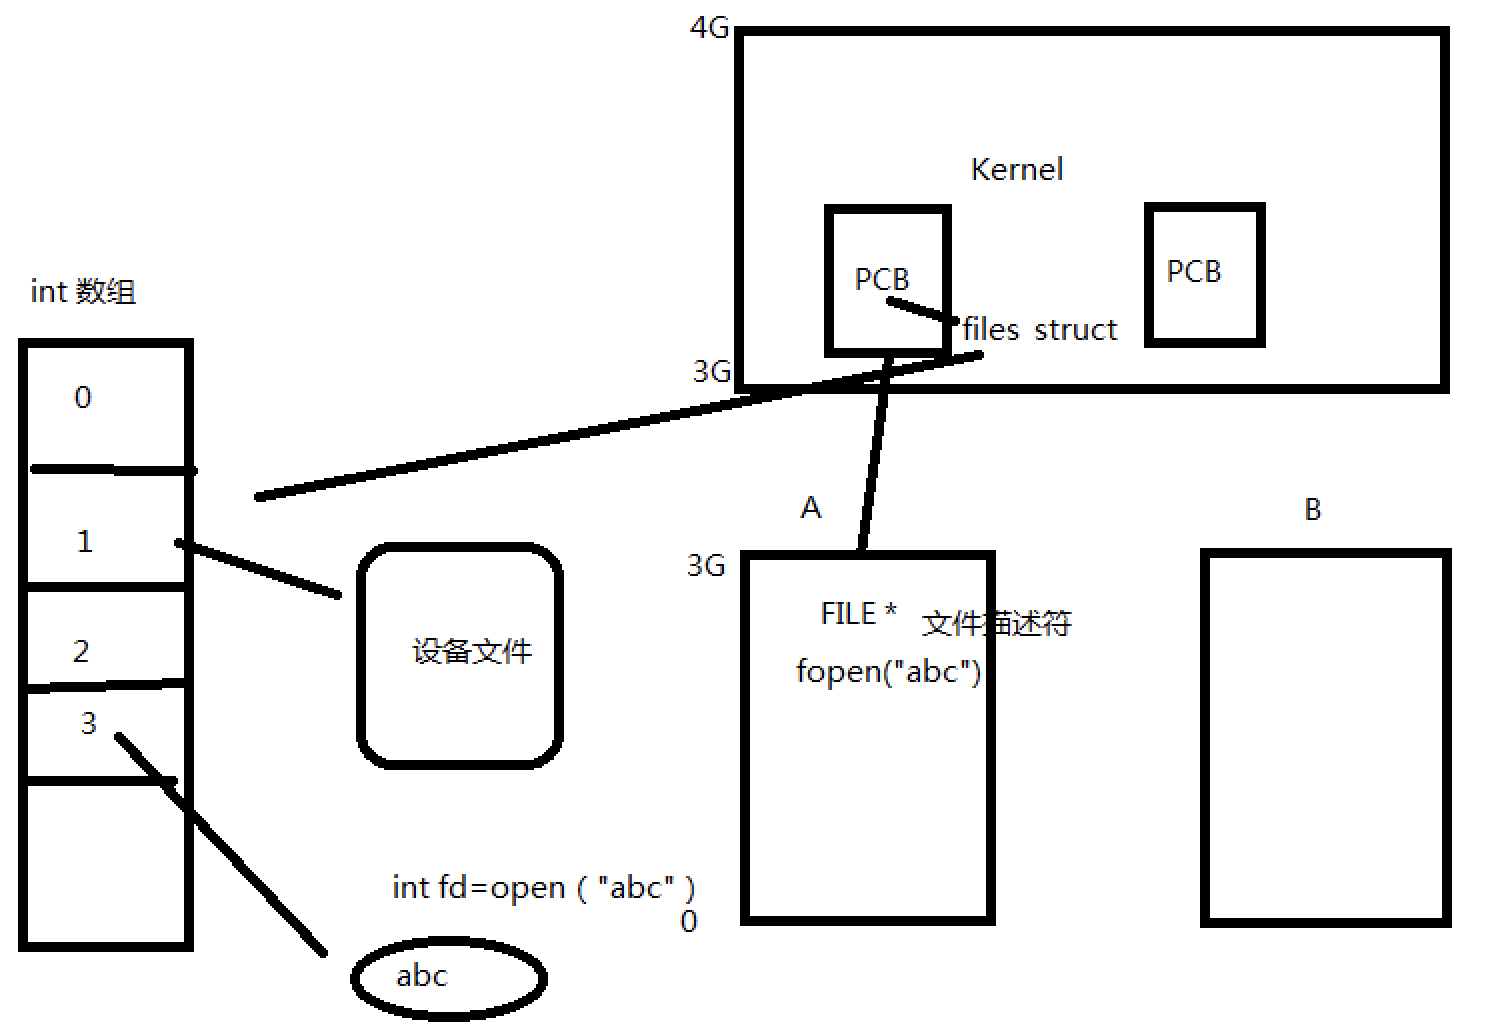 4G
Kernel
PCB
PCB
files struct
3G
int 数组
0
1
2
3
设备文件
int fd=open ( "abc" )
abc
A
B
3G
FILE *
文件描述符
fopen("abc")
0